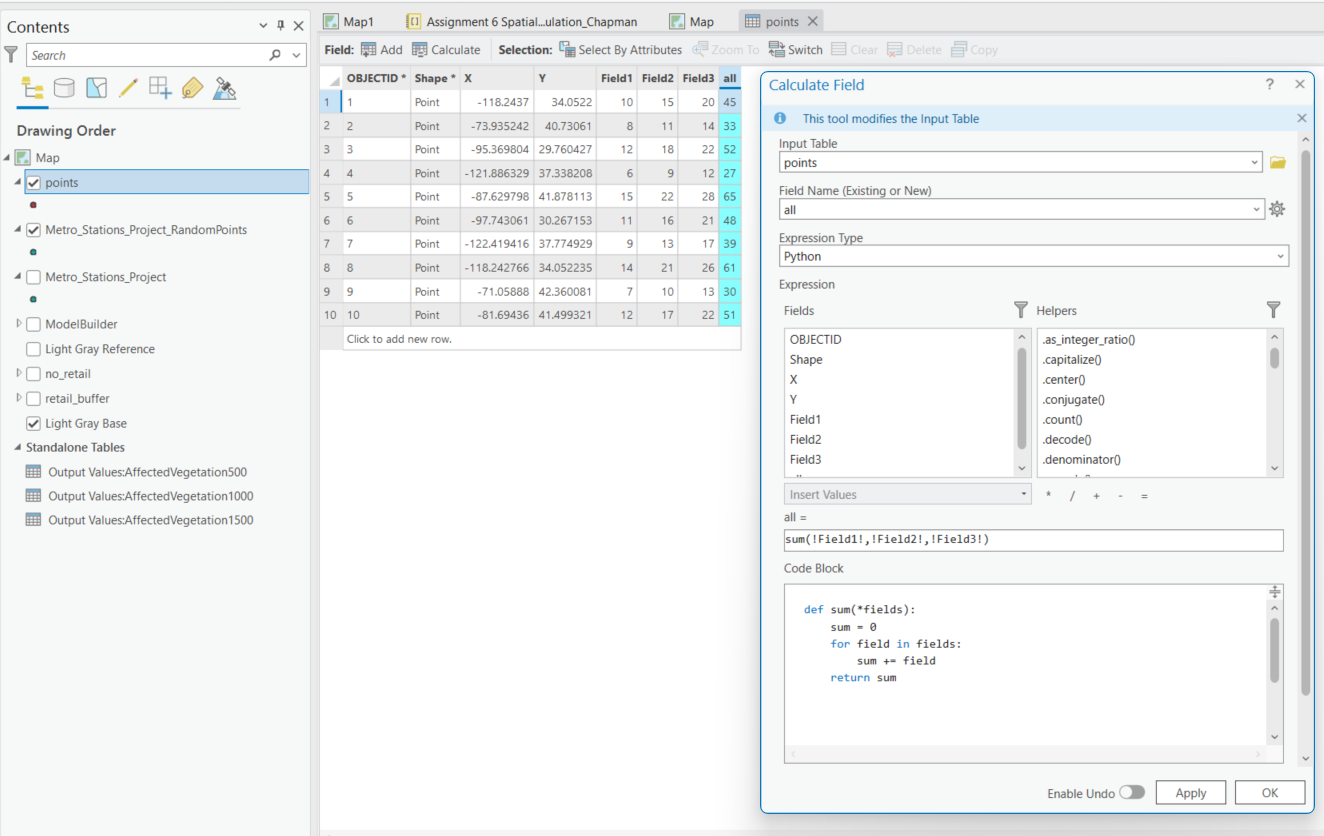 Contents
Search
Drawing Order
Map
points
Metro_Stations_Project_RandomPoints
Metro_Stations_Project
ModelBuilder
Light Gray Reference
no_retail
retail_buffer
Light Gray Base
Standalone Tables
Output Values:AffectedVegetation500
Output Values:AffectedVegetation1000
Output Values:AffectedVegetation1500
Map1 Assignment 6 Spatial...ulation_Chapman Map points
Field: Add Calculate Selection: Select By Attributes Zoom To Switch Clear Delete Copy
OBJECTID * Shape * X Y Field1 Field2 Field3 all
1 1 Point -118.2437 34.0522 10 15 20 45
2 2 Point -73.935242 40.73061 8 11 14 33
3 3 Point -95.369804 29.760427 12 18 22 52
4 4 Point -121.886329 37.338208 6 9 12 27
5 5 Point -87.629798 41.878113 15 22 28 65
6 6 Point -97.743061 30.267153 11 16 21 48
7 7 Point -122.419416 37.774929 9 13 17 39
8 8 Point -118.242766 34.052235 14 21 26 61
9 9 Point -71.05888 42.360081 7 10 13 30
10 10 Point -81.69436 41.499321 12 17 22 51
Click to add new row.
Calculate Field ?
This tool modifies the Input Table
Input Table
points
Field Name (Existing or New)
all
Expression Type
Python
Expression
Fields Helpers
OBJECTID .as_integer_ratio()
Shape .capitalize()
X .center()
Y .conjugate()
Field1 .count()
Field2 .decode()
Field3 .denominator()
Insert Values * / + - =
all =
sum(!Field1!,!Field2!,!Field3!)
Code Block
def sum(*fields):
sum = 0
for field in fields:
sum += field
return sum
Enable Undo Apply OK